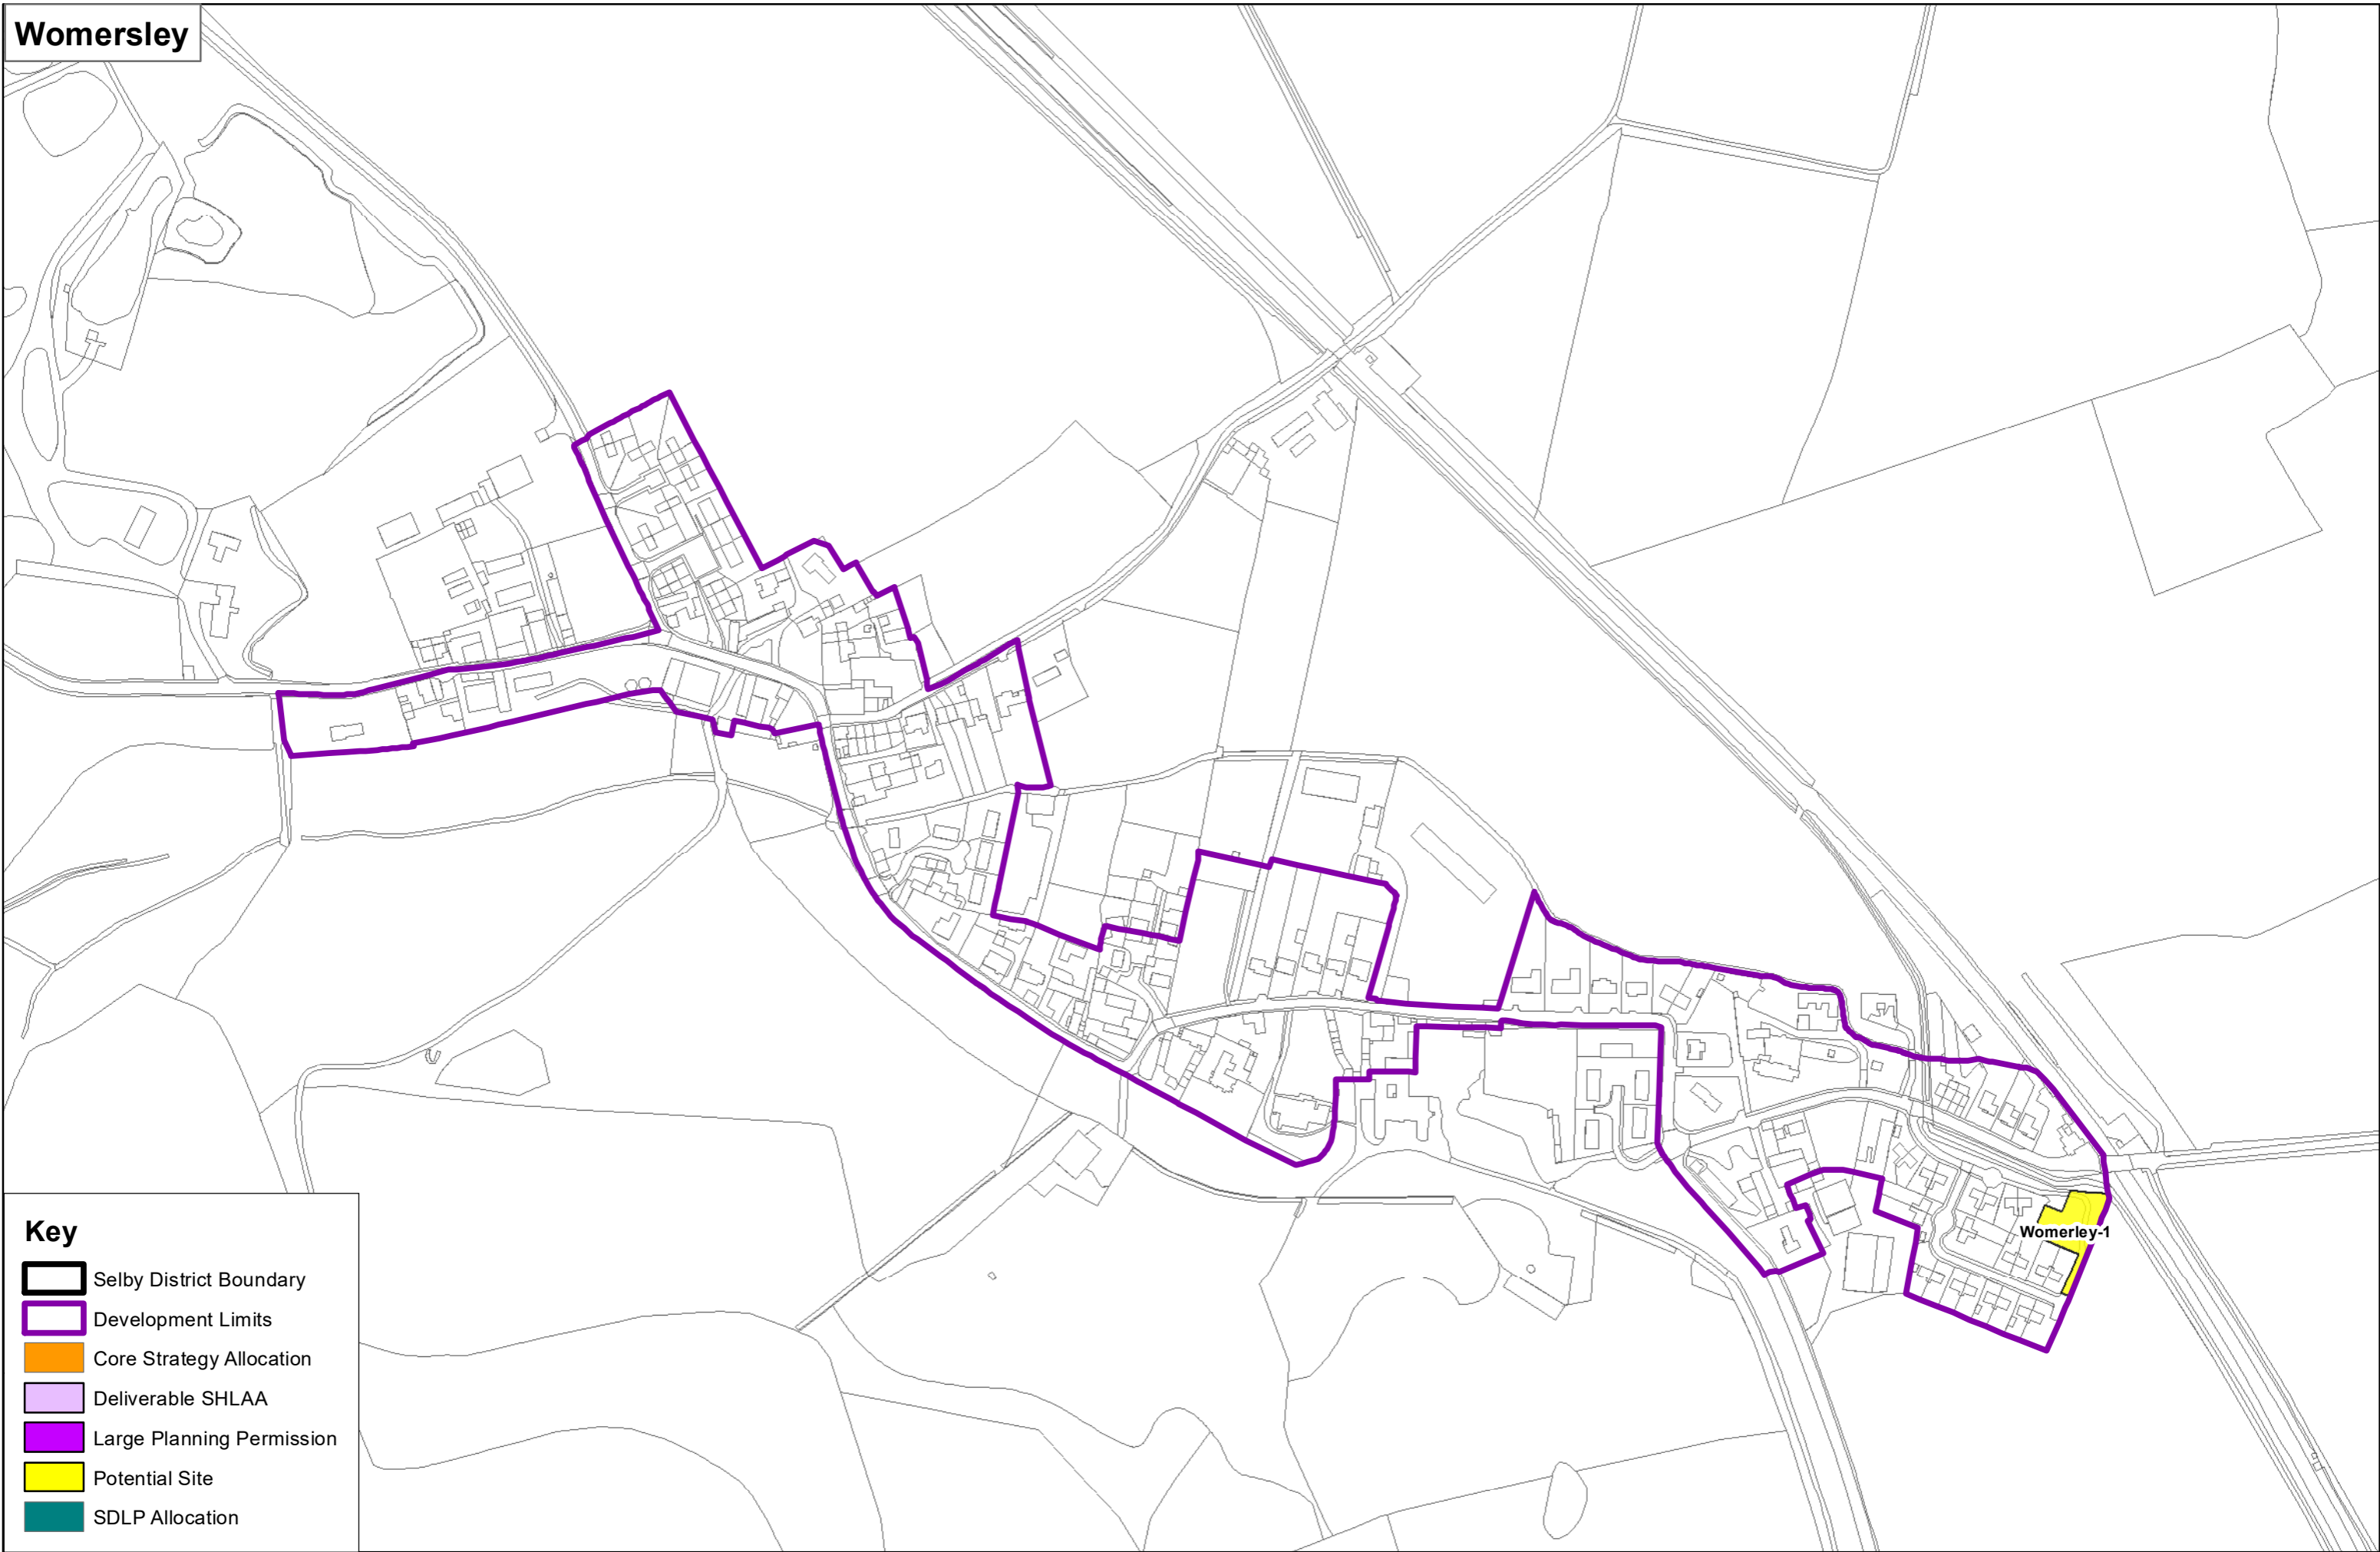 Womersley
Womerley-1
Key
Selby District Boundary
Development Limits
Core Strategy Allocation
Deliverable SHLAA
Large Planning Permission
Potential Site
SDLP Allocation